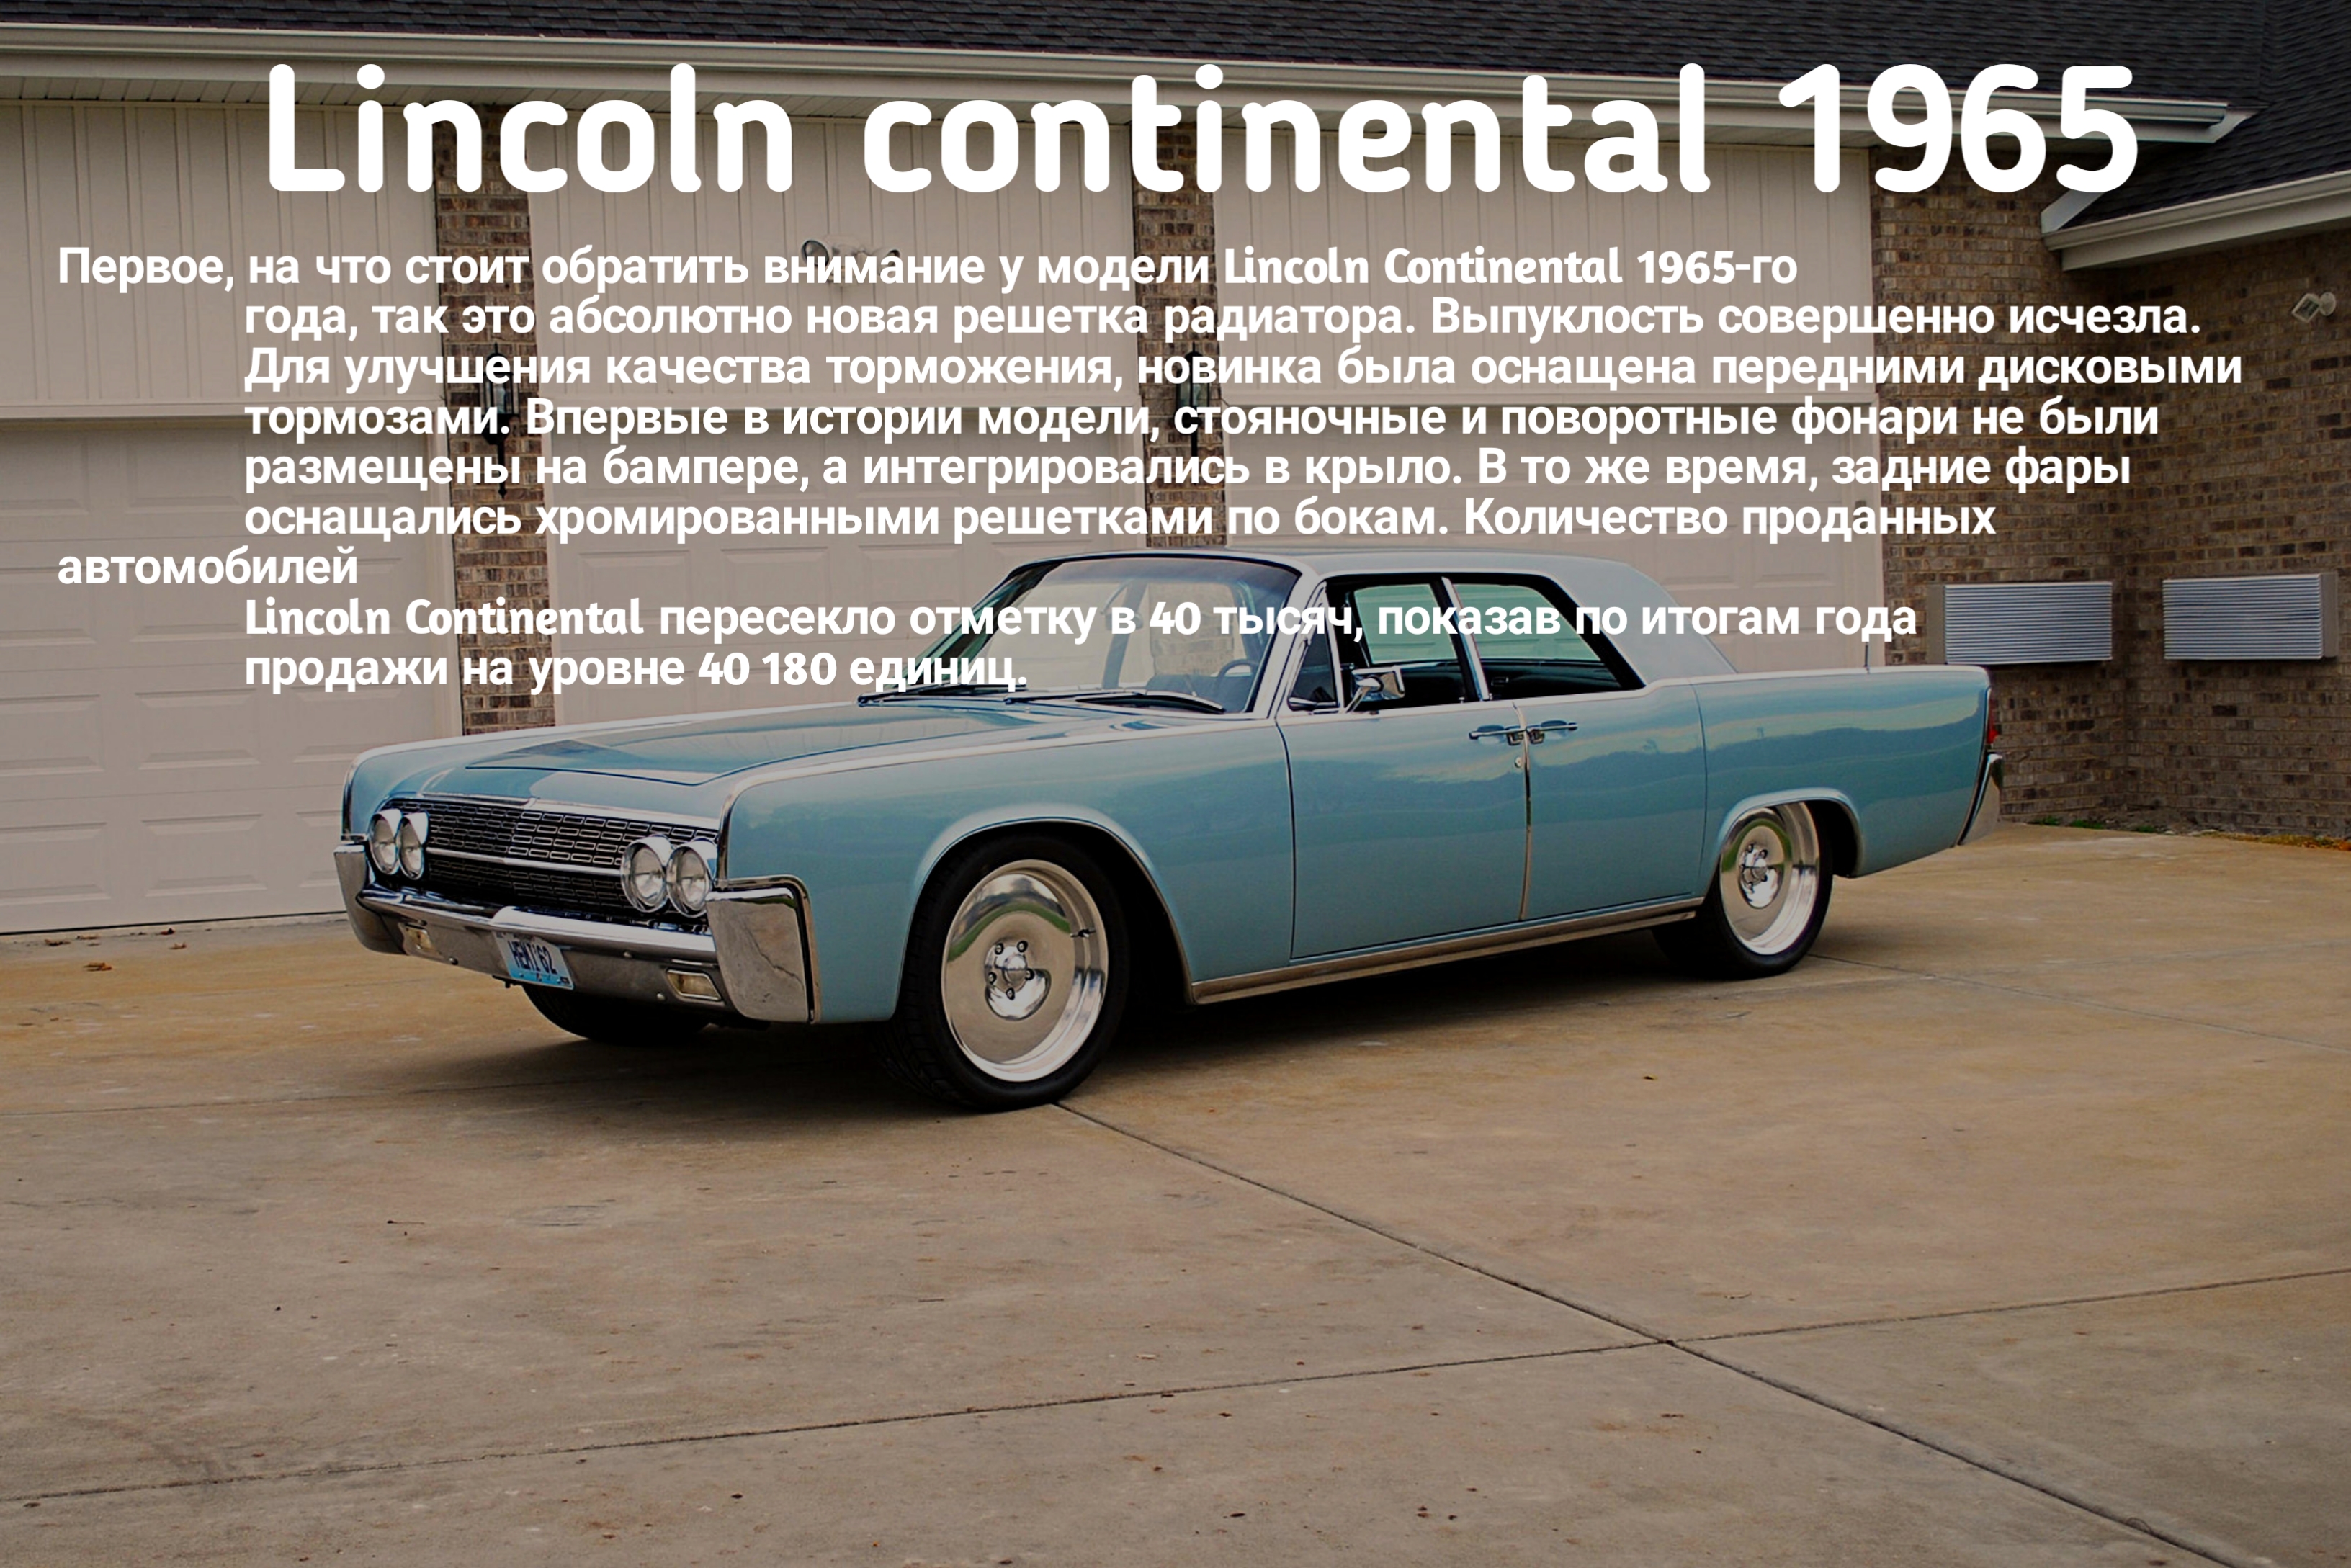 Lincoln continental 1965
Первое, на что стоит обратить внимание у модели Lincoln Continental 1965-го
года, так это абсолютно новая решетка радиатора. Выпуклость совершенно исчезла.
Для улучшения качества торможения, новинка была оснащена передними дисковыми
тормозами. Впервые в истории модели, стояночные и поворотные фонари не были
размещены на бампере, а интегрировались в крыло. В то же время, задние фары
оснащались хромированными решетками по бокам. Количество проданных
автомобилей
Lincoln Continental пересекло отметку в 40 тысяч, показав по итогам года
продажи на уровне 40 180 единиц.